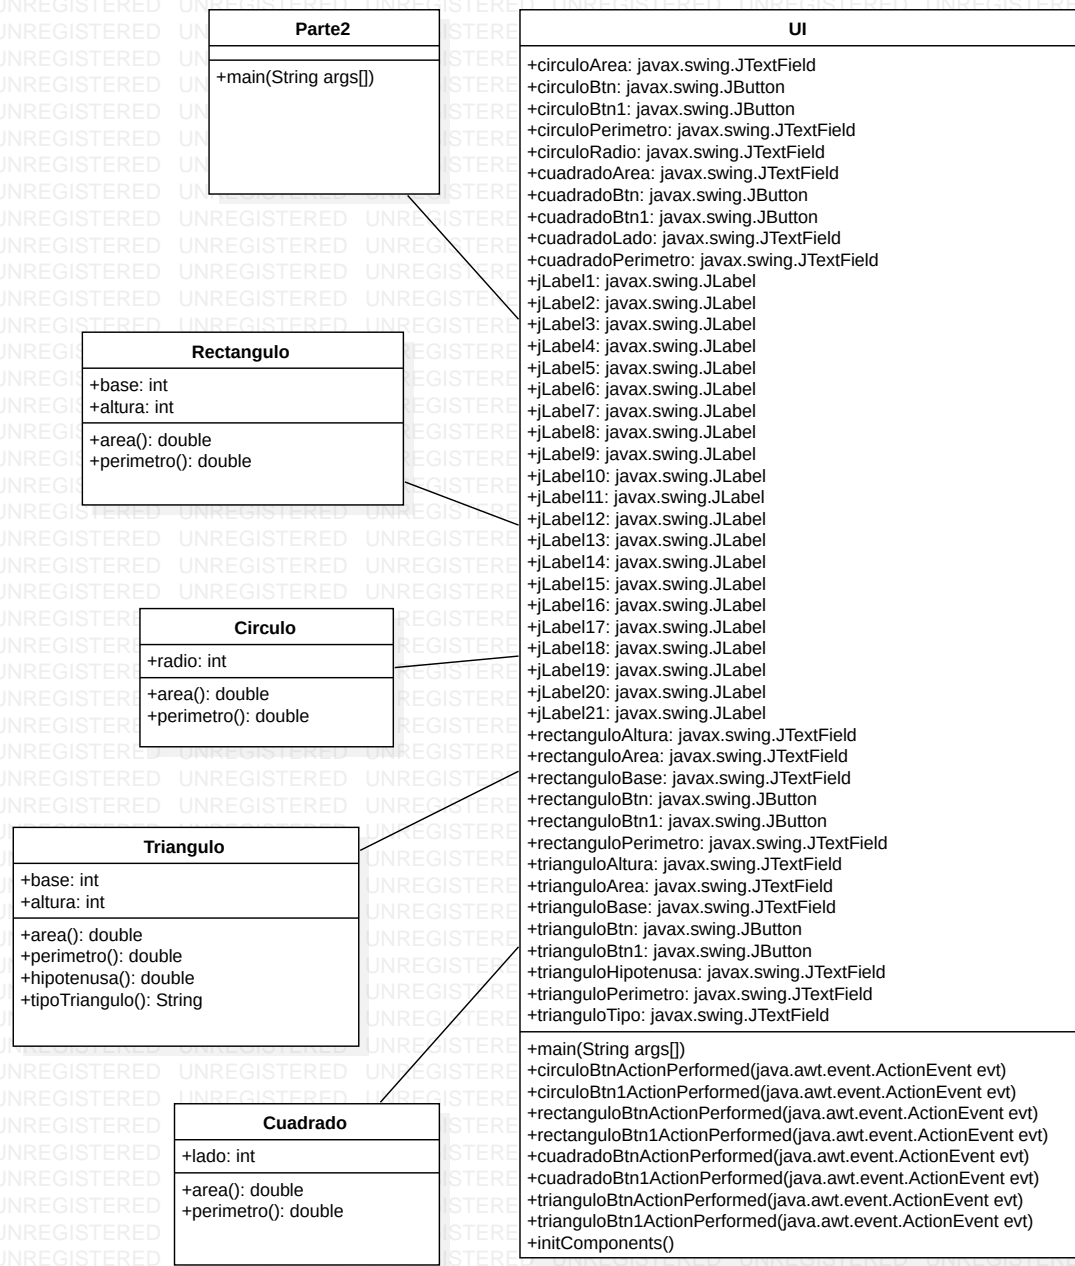 Parte2
+main(String args[])
Rectangulo
+base: int
+altura: int
+area(): double
+perimetro(): double
Circulo
+radio: int
+area(): double
+perimetro(): double
Triangulo
+base: int
+altura: int
+area(): double
+perimetro(): double
+hipotenusa(): double
+tipoTriangulo(): String
Cuadrado
+lado: int
+area(): double
+perimetro(): double
UI
+circuloArea: javax.swing.JTextField
+circuloBtn: javax.swing.JButton
+circuloBtn1: javax.swing.JButton
+circuloPerimetro: javax.swing.JTextField
+circuloRadio: javax.swing.JTextField
+cuadradoArea: javax.swing.JTextField
+cuadradoBtn: javax.swing.JButton
+cuadradoBtn1: javax.swing.JButton
+cuadradoLado: javax.swing.JTextField
+cuadradoPerimetro: javax.swing.JTextField
+jLabel1: javax.swing.JLabel
+jLabel2: javax.swing.JLabel
+jLabel3: javax.swing.JLabel
+jLabel4: javax.swing.JLabel
+jLabel5: javax.swing.JLabel
+jLabel6: javax.swing.JLabel
+jLabel7: javax.swing.JLabel
+jLabel8: javax.swing.JLabel
+jLabel9: javax.swing.JLabel
+jLabel10: javax.swing.JLabel
+jLabel11: javax.swing.JLabel
+jLabel12: javax.swing.JLabel
+jLabel13: javax.swing.JLabel
+jLabel14: javax.swing.JLabel
+jLabel15: javax.swing.JLabel
+jLabel16: javax.swing.JLabel
+jLabel17: javax.swing.JLabel
+jLabel18: javax.swing.JLabel
+jLabel19: javax.swing.JLabel
+jLabel20: javax.swing.JLabel
+jLabel21: javax.swing.JLabel
+rectanguloAltura: javax.swing.JTextField
+rectanguloArea: javax.swing.JTextField
+rectanguloBase: javax.swing.JTextField
+rectanguloBtn: javax.swing.JButton
+rectanguloBtn1: javax.swing.JButton
+rectanguloPerimetro: javax.swing.JTextField
+trianguloAltura: javax.swing.JTextField
+trianguloArea: javax.swing.JTextField
+trianguloBase: javax.swing.JTextField
+trianguloBtn: javax.swing.JButton
+trianguloBtn1: javax.swing.JButton
+trianguloHipotenusa: javax.swing.JTextField
+trianguloPerimetro: javax.swing.JTextField
+trianguloTipo: javax.swing.JTextField
+main(String args[])
+circuloBtnActionPerformed(java.awt.event.ActionEvent evt)
+circuloBtn1ActionPerformed(java.awt.event.ActionEvent evt)
+rectanguloBtnActionPerformed(java.awt.event.ActionEvent evt)
+rectanguloBtn1ActionPerformed(java.awt.event.ActionEvent evt)
+cuadradoBtnActionPerformed(java.awt.event.ActionEvent evt)
+cuadradoBtn1ActionPerformed(java.awt.event.ActionEvent evt)
+trianguloBtnActionPerformed(java.awt.event.ActionEvent evt)
+trianguloBtn1ActionPerformed(java.awt.event.ActionEvent evt)
+initComponents()